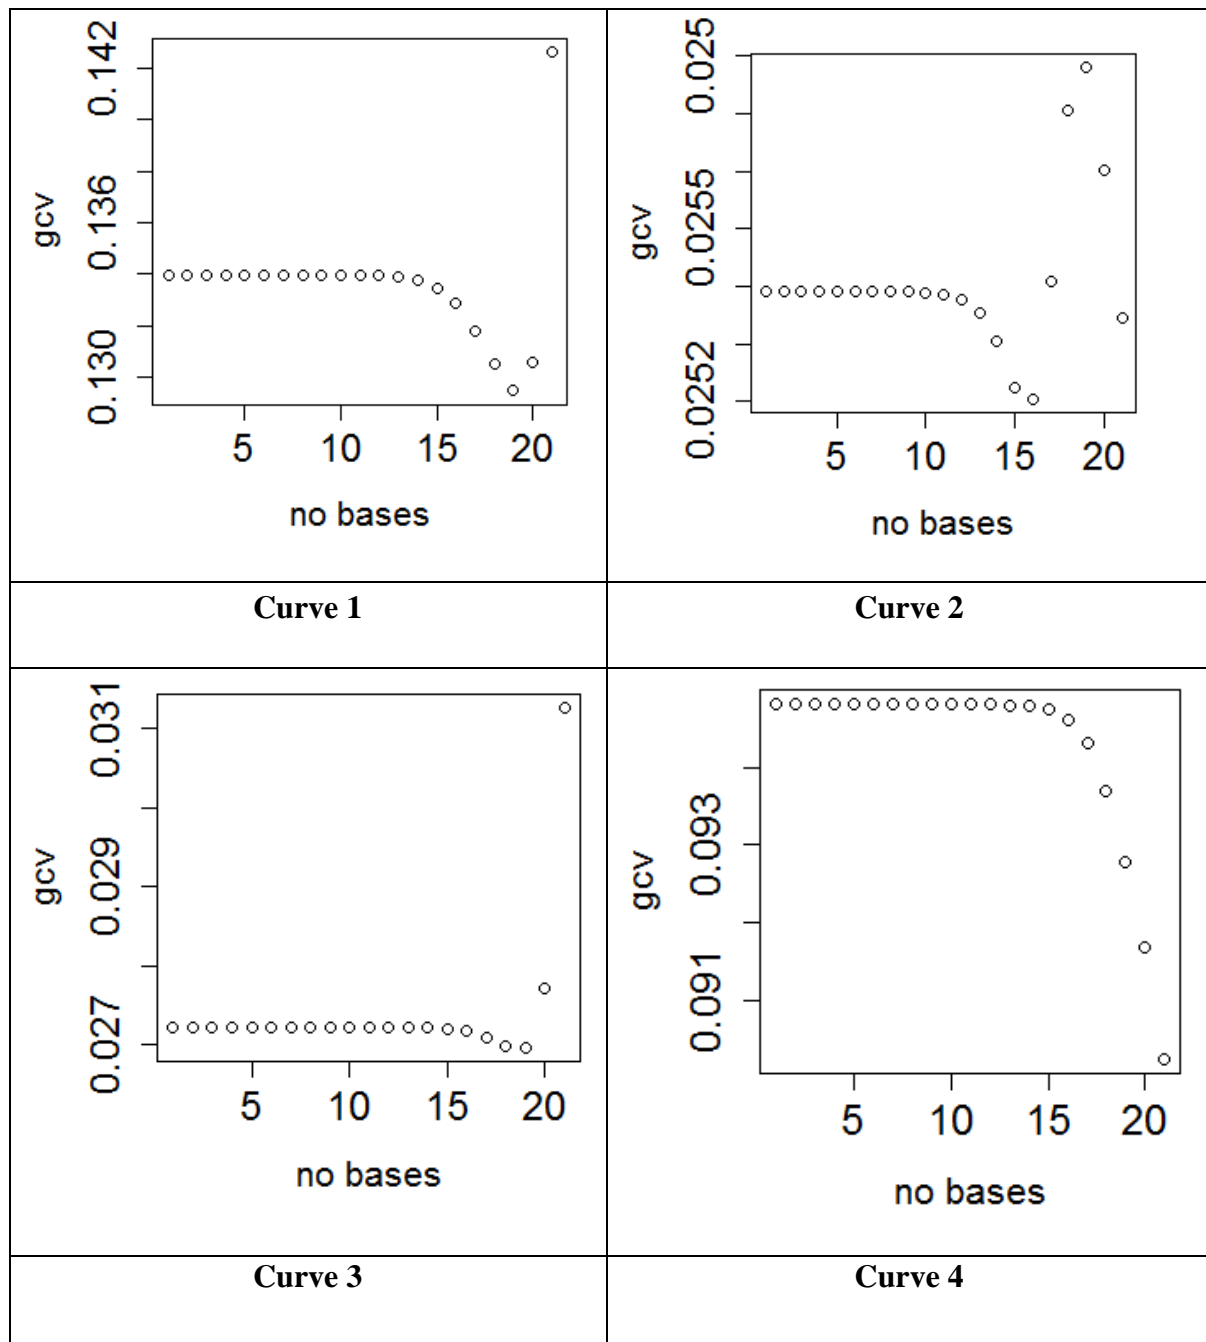 gcv
0.142
0.136
0.130
5 10 15 20
no bases
gcv
0.025
0.0255
0.0252
5 10 15 20
no bases
Curve 1
Curve 2
gcv
0.031
0.029
0.027
5 10 15 20
no bases
gcv
0.093
0.091
5 10 15 20
no bases
Curve 3
Curve 4